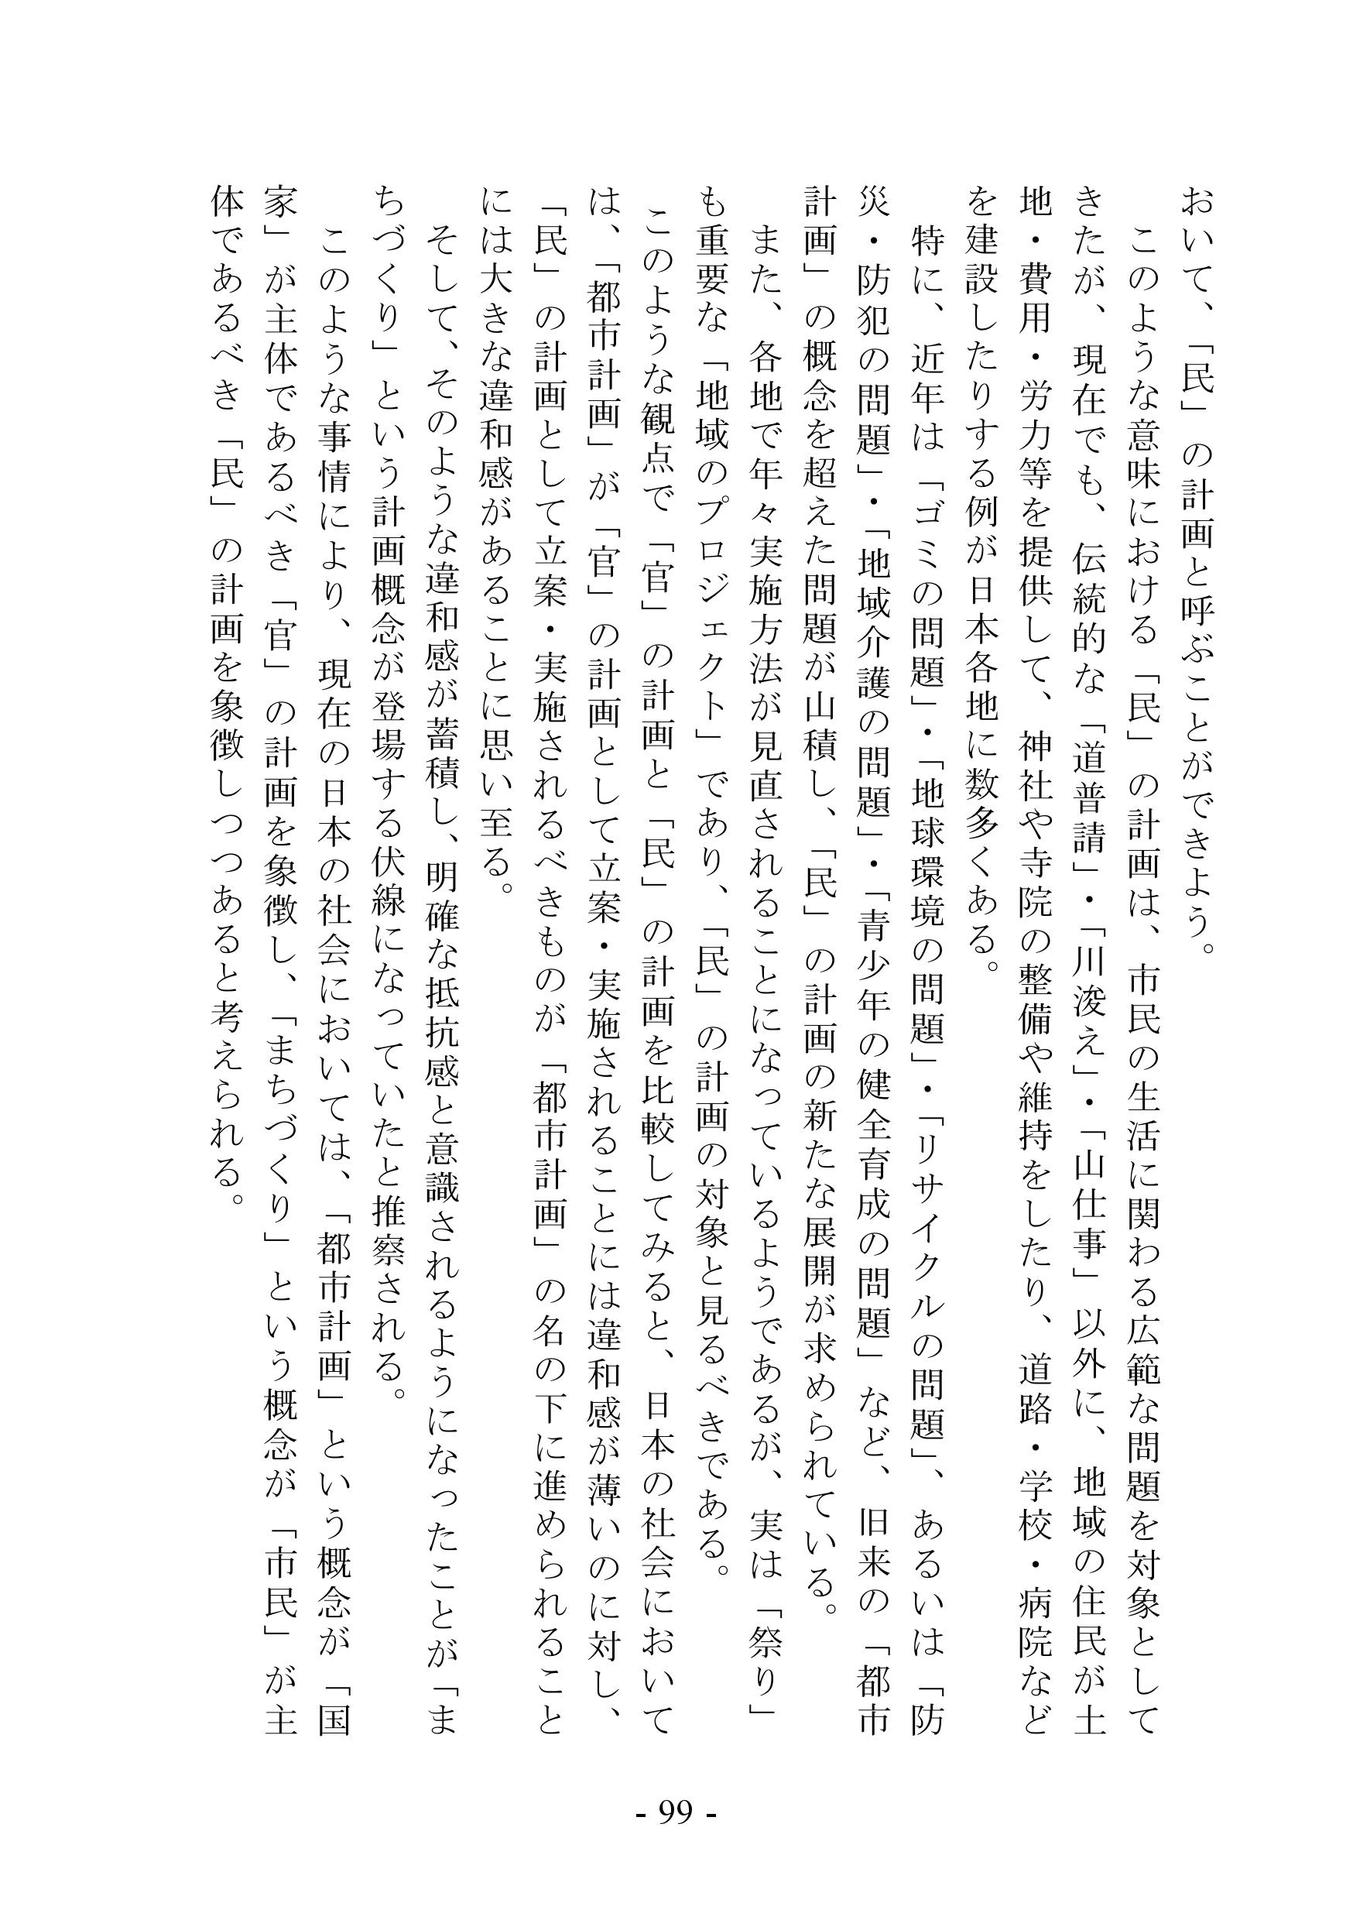 おいて、「民」の計画と呼ぶことができよう。
　このような意味における「民」の計画は、市民の生活に関わる広範な問題を対象として
きたが、現在でも、伝統的な「道普請」・「川浚え」・「山仕事」以外に、地域の住民が土
地・費用・労力等を提供して、神社や寺院の整備や維持をしたり、道路・学校・病院など
を建設したりする例が日本各地に数多くある。
　特に、近年は「ゴミの問題」・「地球環境の問題」・「リサイクルの問題」、あるいは「防
災・防犯の問題」・「地域介護の問題」・「青少年の健全育成の問題」など、旧来の「都市
計画」の概念を超えた問題が山積し、「民」の計画の新たな展開が求められている。
　また、各地で年々実施方法が見直されることになっているようであるが、実は「祭り」
も重要な「地域のプロジェクト」であり、「民」の計画の対象と見るべきである。
　このような観点で「官」の計画と「民」の計画を比較してみると、日本の社会において
は、「都市計画」が「官」の計画として立案・実施されることには違和感が薄いのに対し、
「民」の計画として立案・実施されるべきものが「都市計画」の名の下に進められること
には大きな違和感があることに思い至る。
　そして、そのような違和感が蓄積し、明確な抵抗感と意識されるようになったことが「ま
ちづくり」という計画概念が登場する伏線になっていたと推察される。
　このような事情により、現在の日本の社会においては、「都市計画」という概念が「国
家」が主体であるべき「官」の計画を象徴し、「まちづくり」という概念が「市民」が主
体であるべき「民」の計画を象徴しつつあると考えられる。
- 99 -